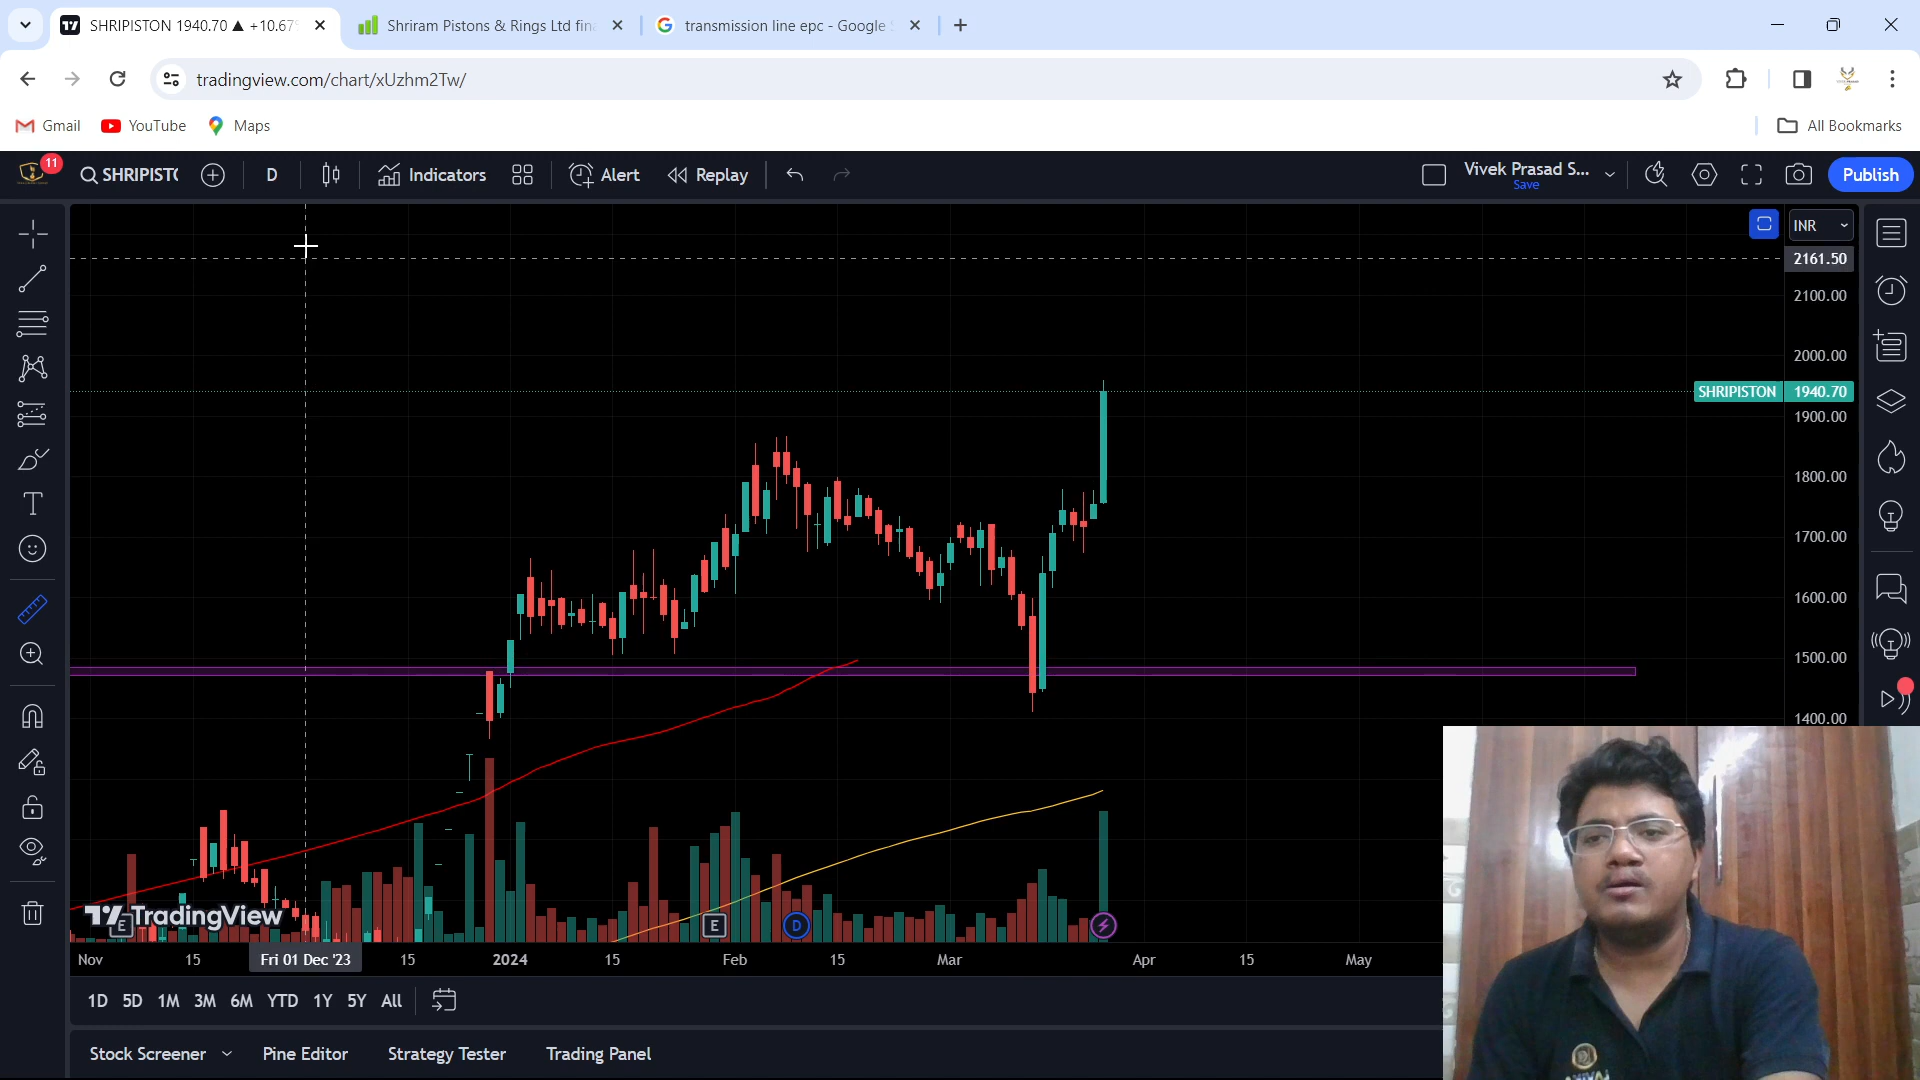 SHRIPISTON 1940.70 ▲ +10.67
Shriram Pistons & Rings Ltd fin
transmission line epc - Google
tradingview.com/chart/xUzhm2Tw/
Gmail YouTube Maps
All Bookmarks
11
SHRIPISTO
D
Indicators
Alert
Replay
Vivek Prasad S...
Save
Publish
INR
2161.50
2100.00
2000.00
SHRIPISTON 1940.70
1900.00
1800.00
1700.00
1600.00
1500.00
1400.00
TradingView
E
E
D
Nov 15 Fri 01 Dec '23 15 2024 15 Feb 15 Mar Apr 15 May
1D 5D 1M 3M 6M YTD 1Y 5Y All
Stock Screener Pine Editor Strategy Tester Trading Panel